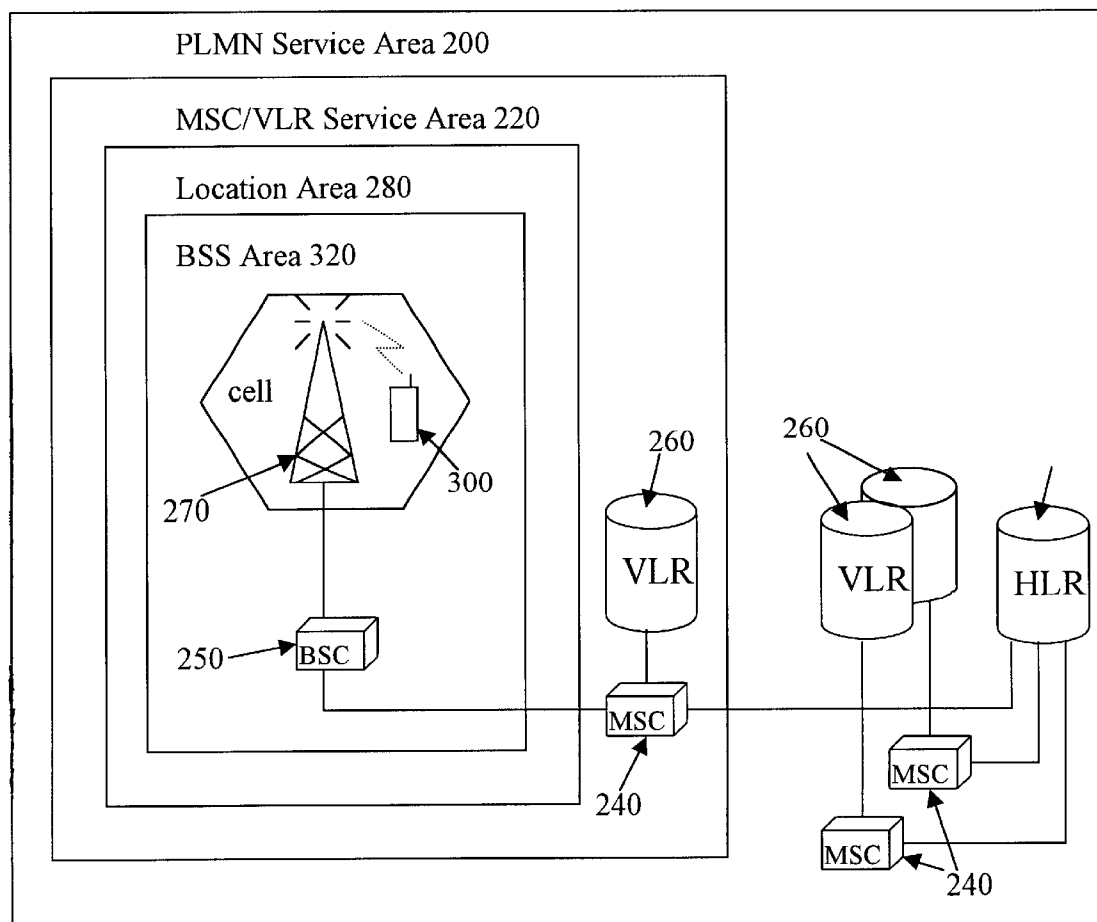 PLMN Service Area 200
MSC/VLR Service Area 220
Location Area 280
BSS Area 320
cell
270
300
260
260
VLR
VLR
HLR
250
BSC
MSC
240
MSC
MSC
240